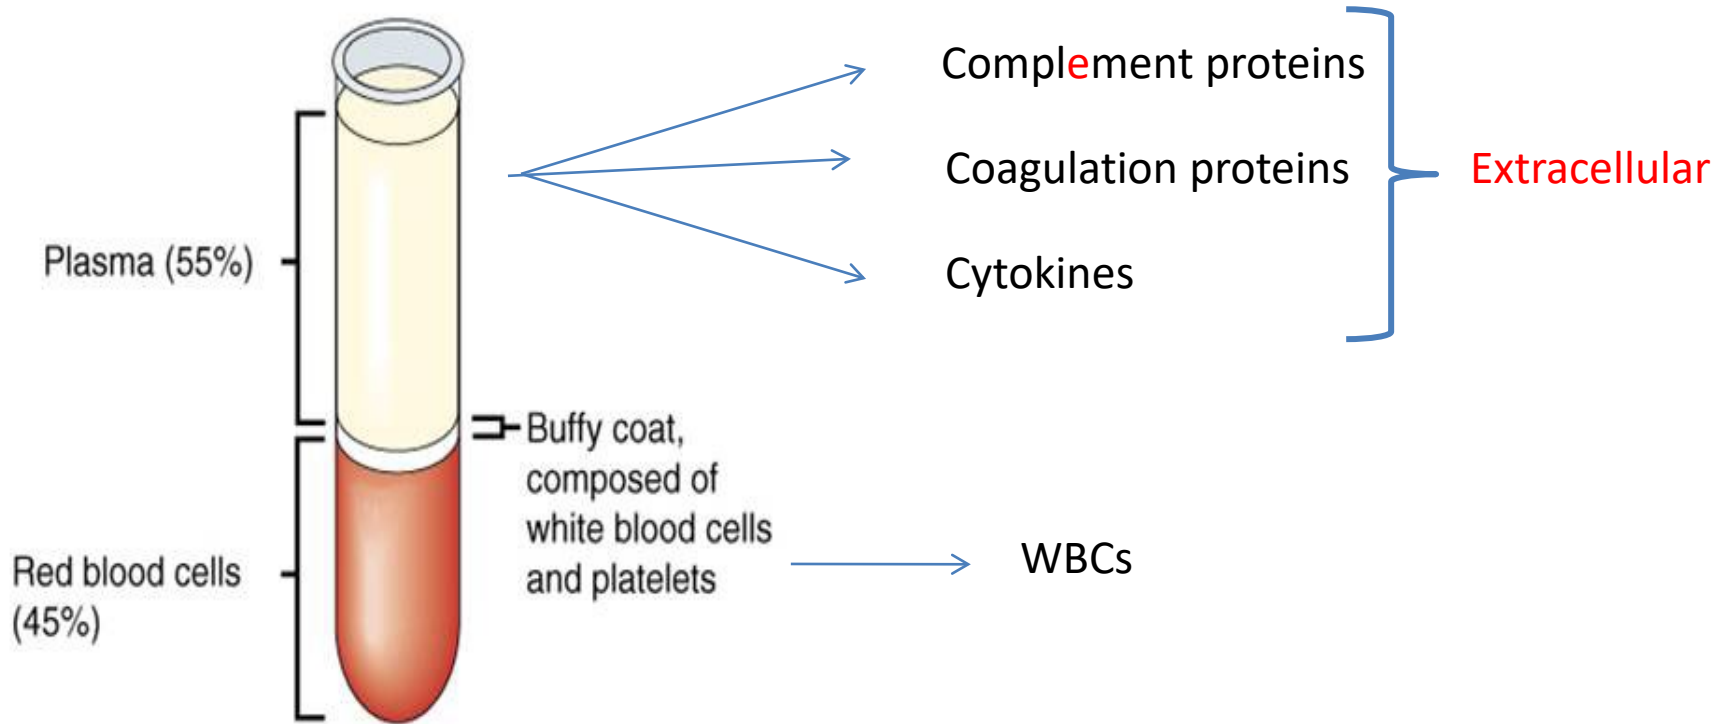 Complement proteins
Coagulation proteins
Extracellular
Plasma (55%)
Cytokines
Buffy coat,
composed of
white blood cells
and platelets
WBCs
Red blood cells
(45%)